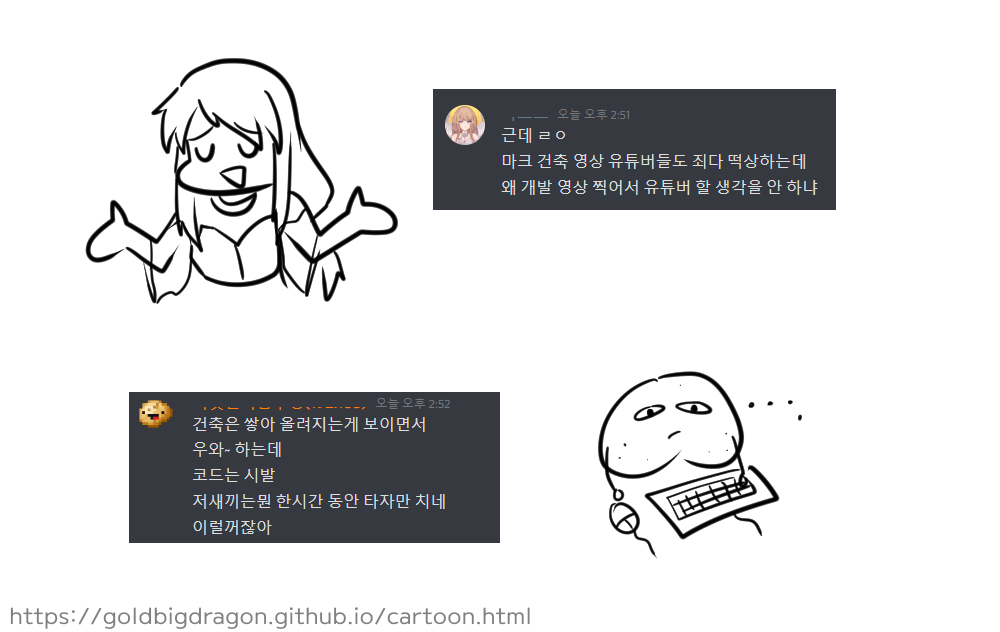 오늘 오후 2:51
근데 ㄹㅇ
마크 건축 영상 유튜버들도 죄다 떡상하는데
왜 개발 영상 찍어서 유튜버 할 생각을 안 하냐
오늘 오후 2:52
건축은 쌓아 올려지는게 보이면서
우와~ 하는데
코드는 시발
저새끼는뭔 한시간 동안 타자만 치네
이럴꺼잖아
https://goldbigdragon.github.io/cartoon.html